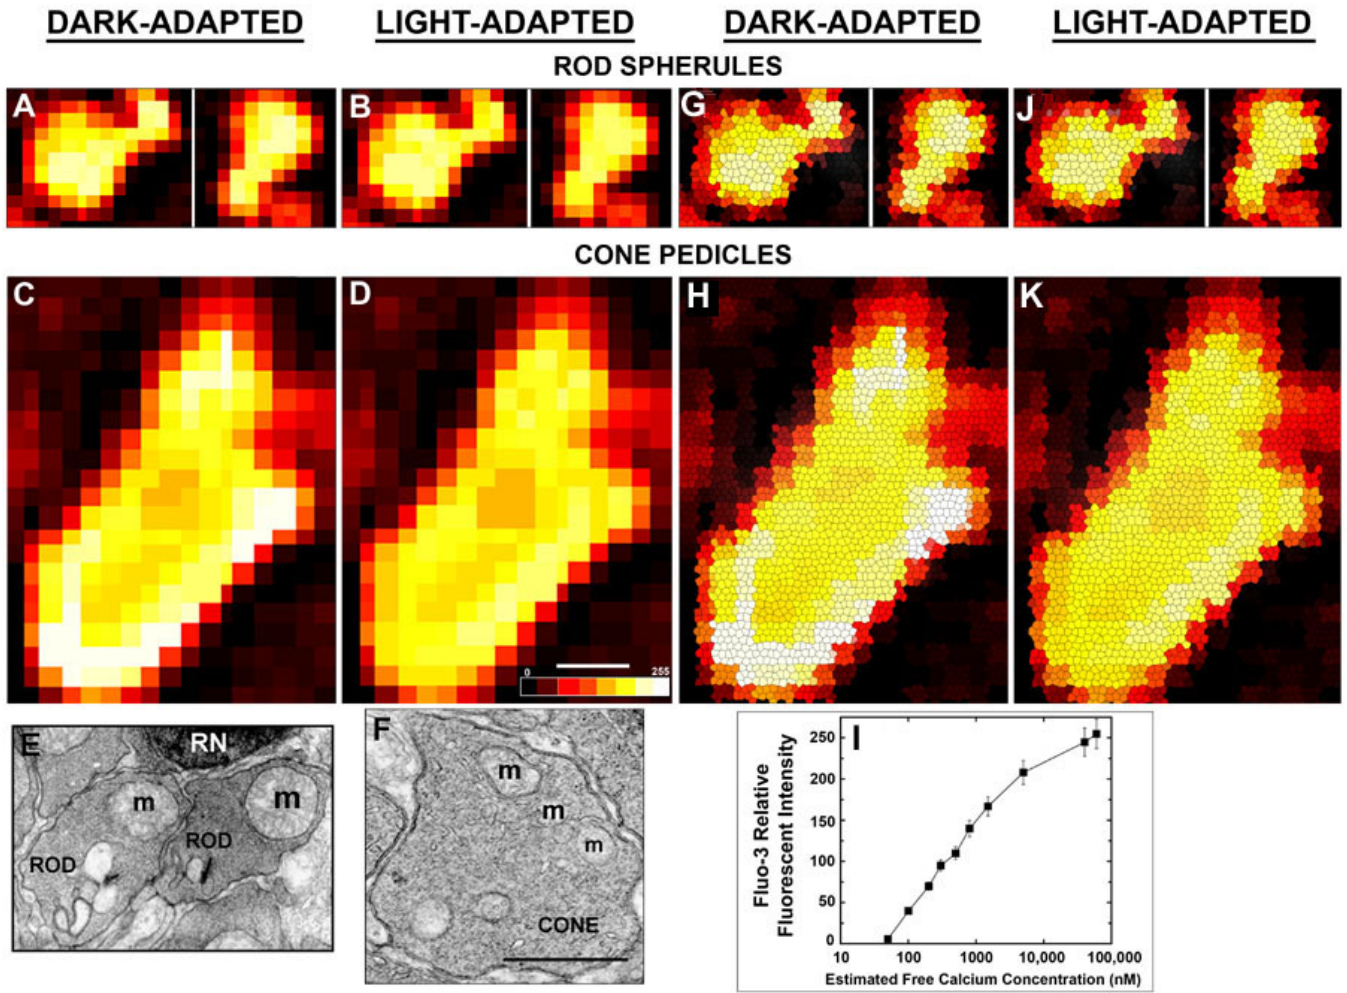 DARK-ADAPTED LIGHT-ADAPTED DARK-ADAPTED LIGHT-ADAPTED
ROD SPHERULES
A B G J
CONE PEDICLES
C D H K
0 255
E RN m m ROD ROD
F m m m CONE
I
Fluo-3 Relative
Fluorescent Intensity
250
200
150
100
50
0
10 100 1000 10,000 100,000
Estimated Free Calcium Concentration (nM)